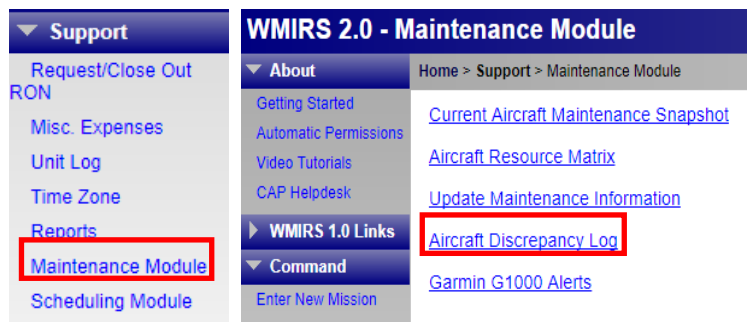 Support
Request/Close Out
RON
Misc. Expenses
Unit Log
Time Zone
Reports
Maintenance Module
Scheduling Module
WMIRS 2.0 - Maintenance Module
About
Getting Started
Automatic Permissions
Video Tutorials
CAP Helpdesk
WMIRS 1.0 Links
Command
Enter New Mission
Home > Support > Maintenance Module
Current Aircraft Maintenance Snapshot
Aircraft Resource Matrix
Update Maintenance Information
Aircraft Discrepancy Log
Garmin G1000 Alerts